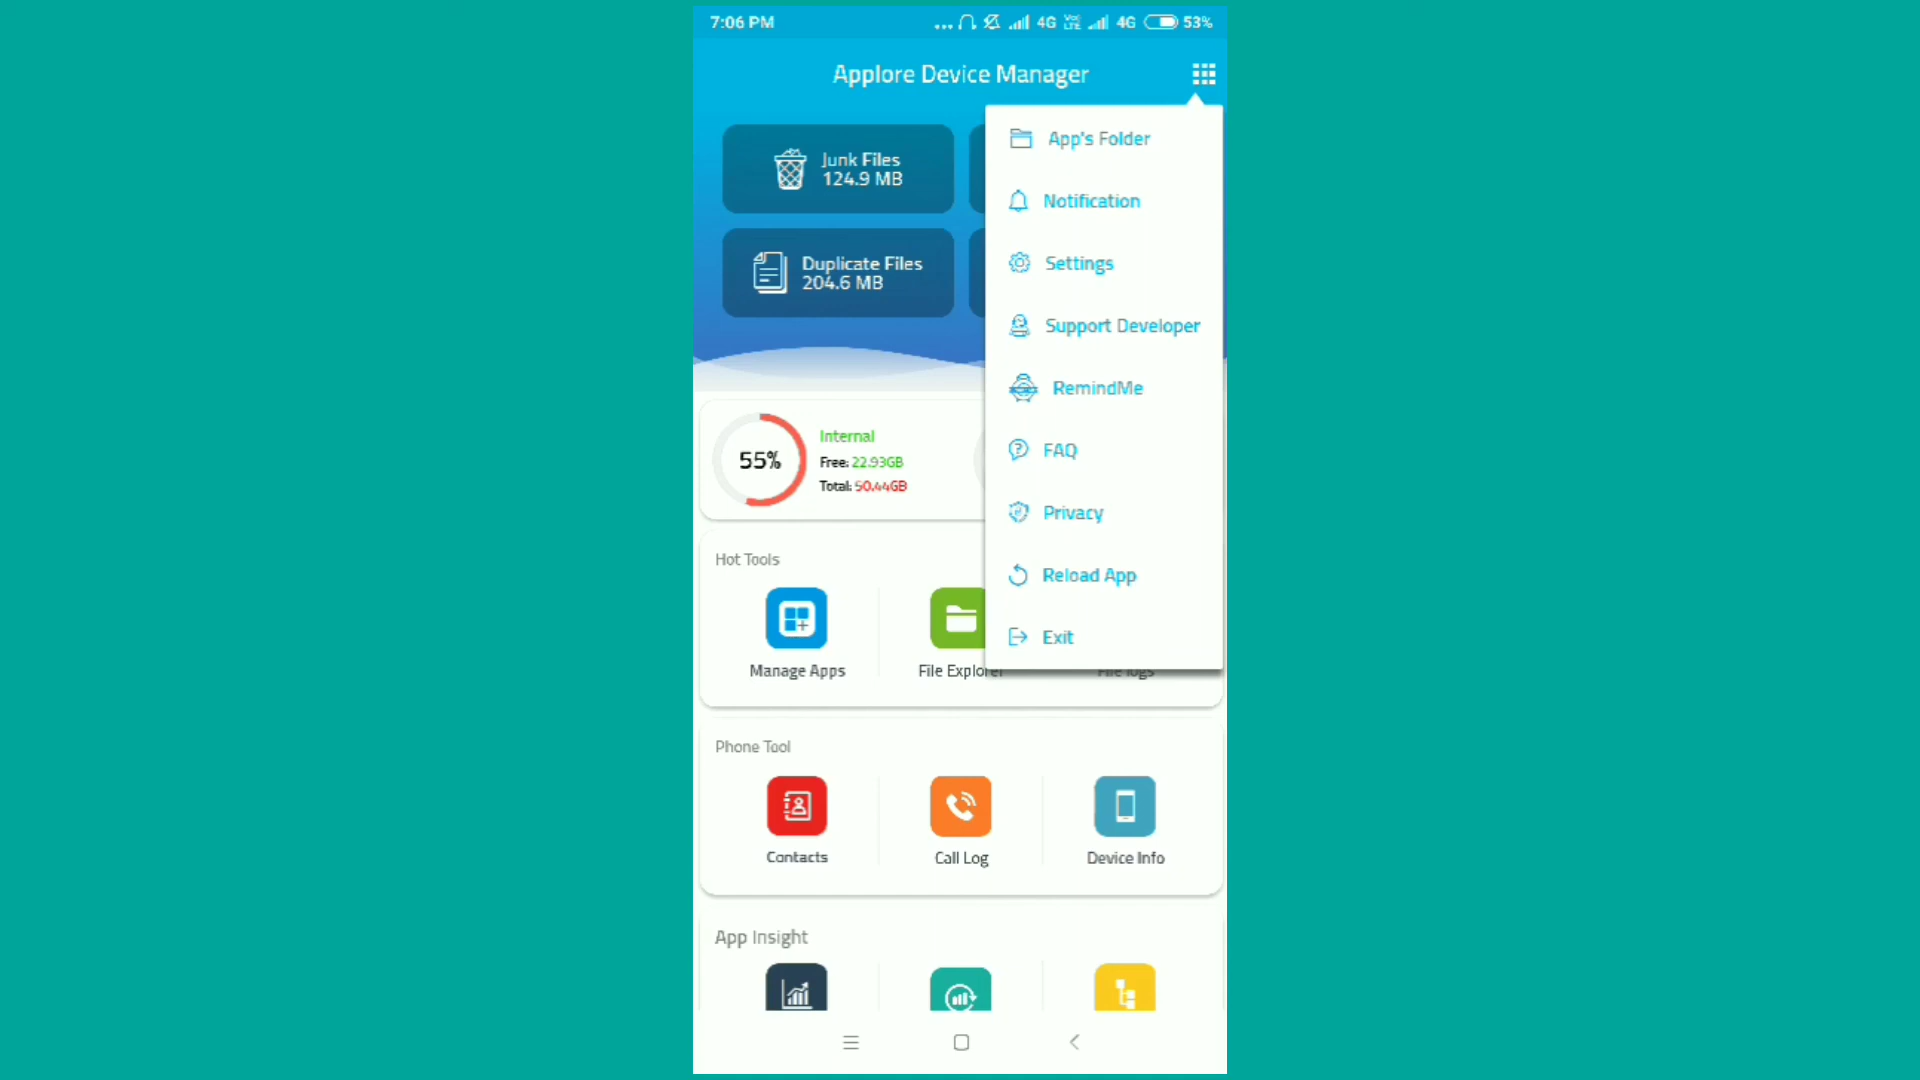 7:06 PM
... 4G Vo LTE 4G 53%
Applore Device Manager
App's Folder
Notification
Settings
Support Developer
RemindMe
FAQ
Privacy
Reload App
Exit
Junk Files
124.9 MB
Duplicate Files
204.6 MB
55%
Internal
Free: 22.93GB
Total: 50.44GB
Hot Tools
Manage Apps
File Explorer
File logs
Phone Tool
Contacts
Call Log
Device Info
App Insight